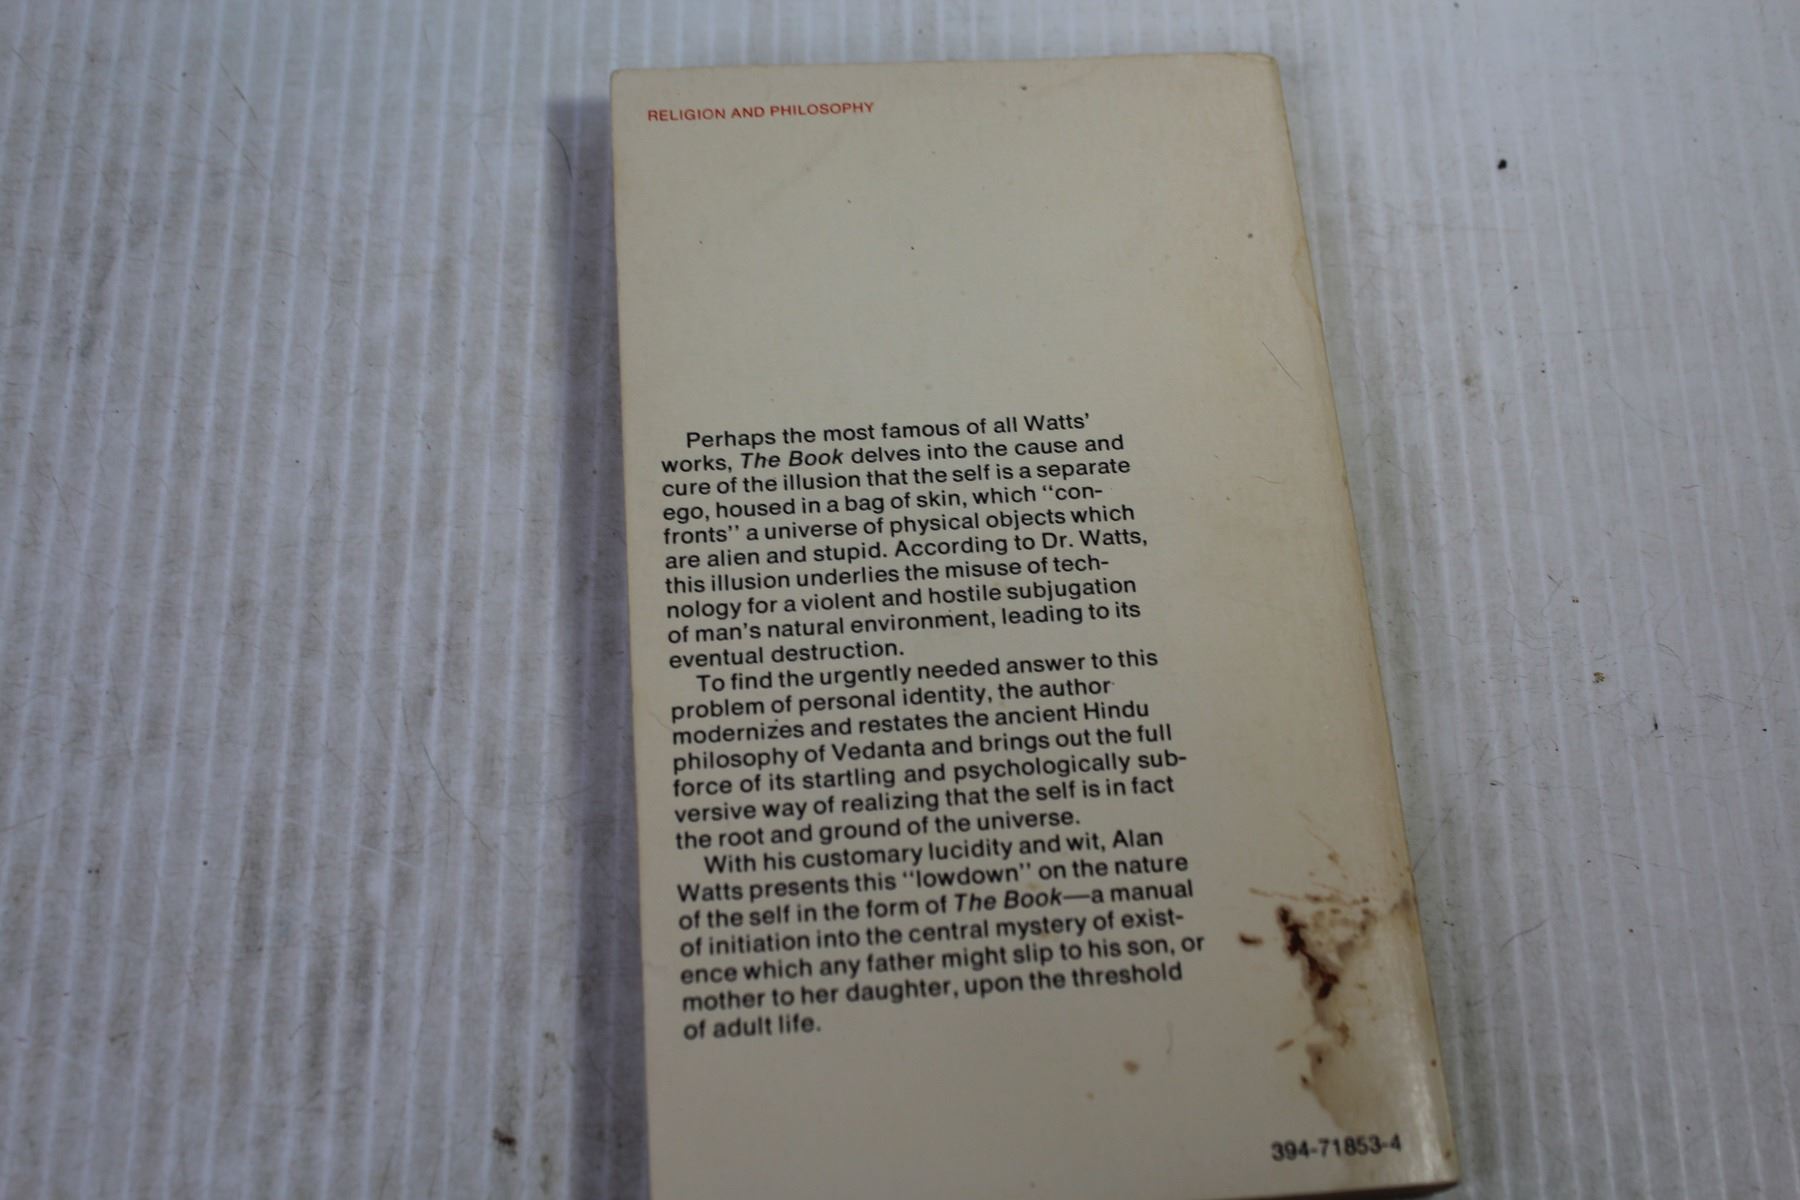 RELIGION AND PHILOSOPHY
Perhaps the most famous of all Watts'
works, The Book delves into the cause and
cure of the illusion that the self is a separate
ego, housed in a bag of skin, which "con-
fronts" a universe of physical objects which
are alien and stupid. According to Dr. Watts,
this illusion underlies the misuse of tech-
nology for a violent and hostile subjugation
of man's natural environment, leading to its
eventual destruction.
To find the urgently needed answer to this
problem of personal identity, the author
modernizes and restates the ancient Hindu
philosophy of Vedanta and brings out the full
force of its startling and psychologically sub-
versive way of realizing that the self is in fact
the root and ground of the universe.
With his customary lucidity and wit, Alan
Watts presents this "lowdown" on the nature
of the self in the form of The Book—a manual
of initiation into the central mystery of exist-
ence which any father might slip to his son, or
mother to her daughter, upon the threshold
of adult life.
394-71853-4